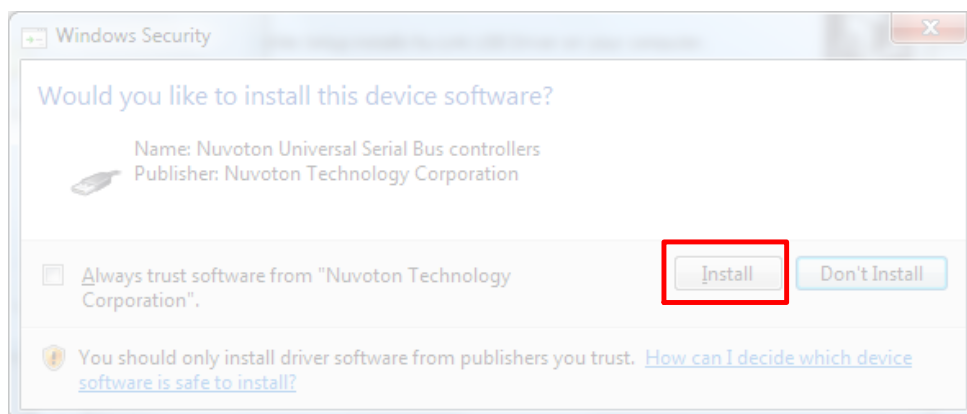 Windows Security
Would you like to install this device software?
Name: Nuvoton Universal Serial Bus controllers
Publisher: Nuvoton Technology Corporation
Always trust software from "Nuvoton Technology
Corporation".
Install
Don't Install
You should only install driver software from publishers you trust. How can I decide which device
software is safe to install?